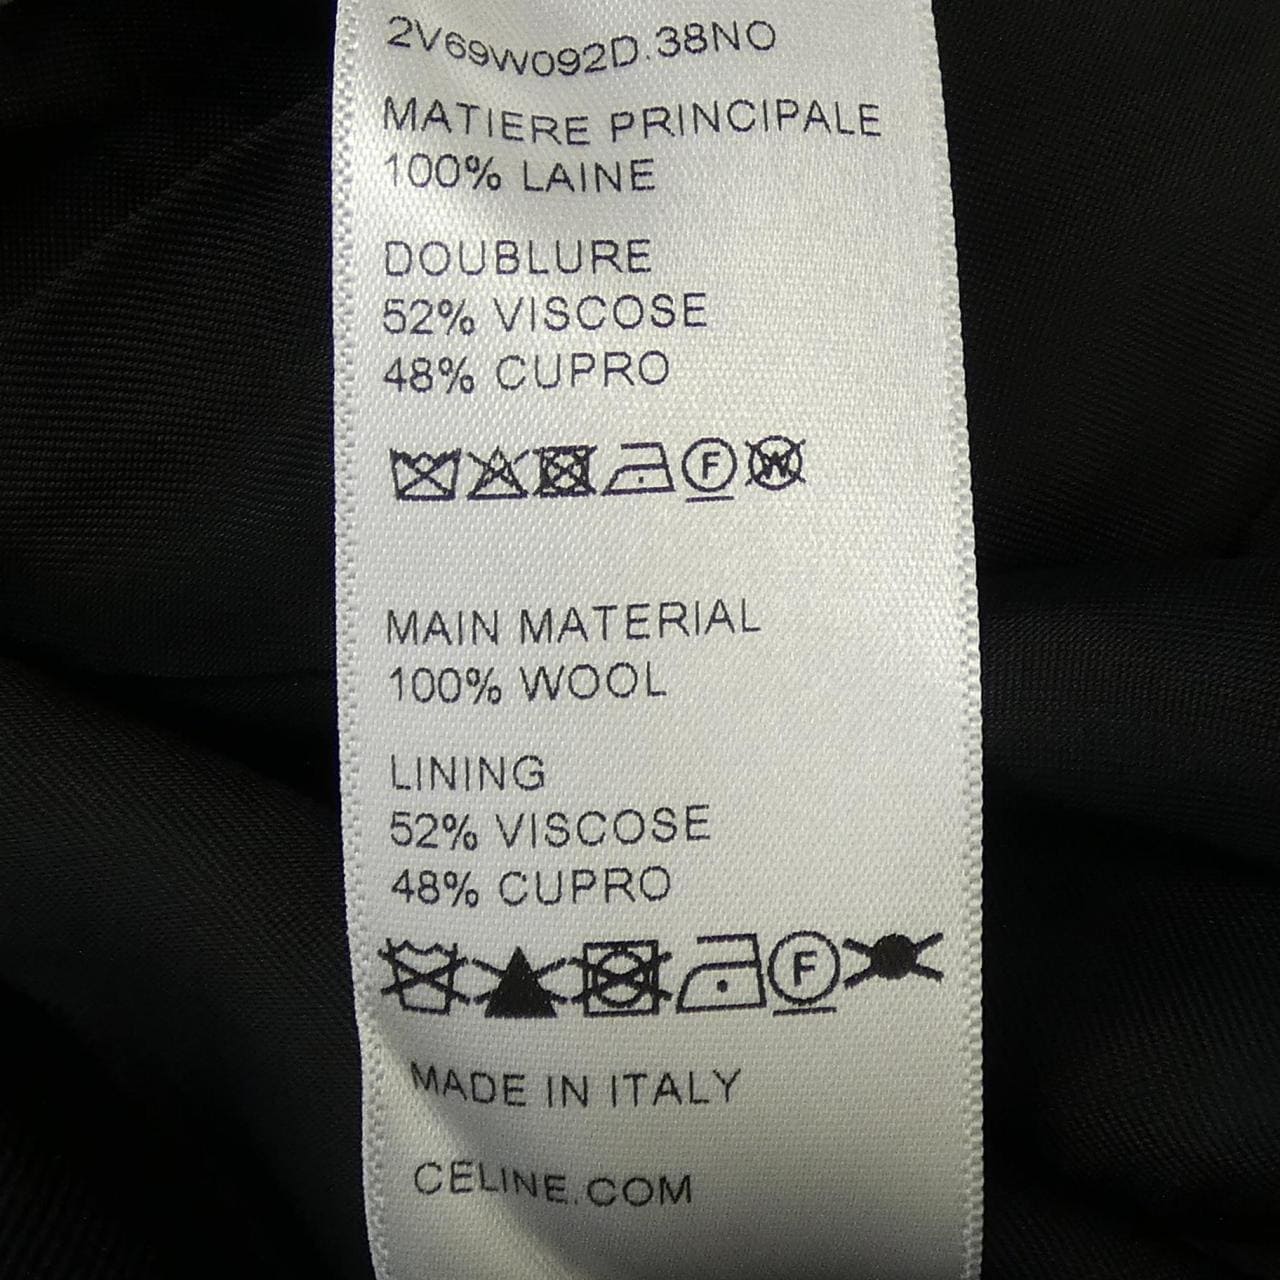 2V69W092D.38NO
MATIERE PRINCIPALE
100% LAINE
DOUBLURE
52% VISCOSE
48% CUPRO
F W
MAIN MATERIAL
100% WOOL
LINING
52% VISCOSE
48% CUPRO
F
MADE IN ITALY
CELINE.COM